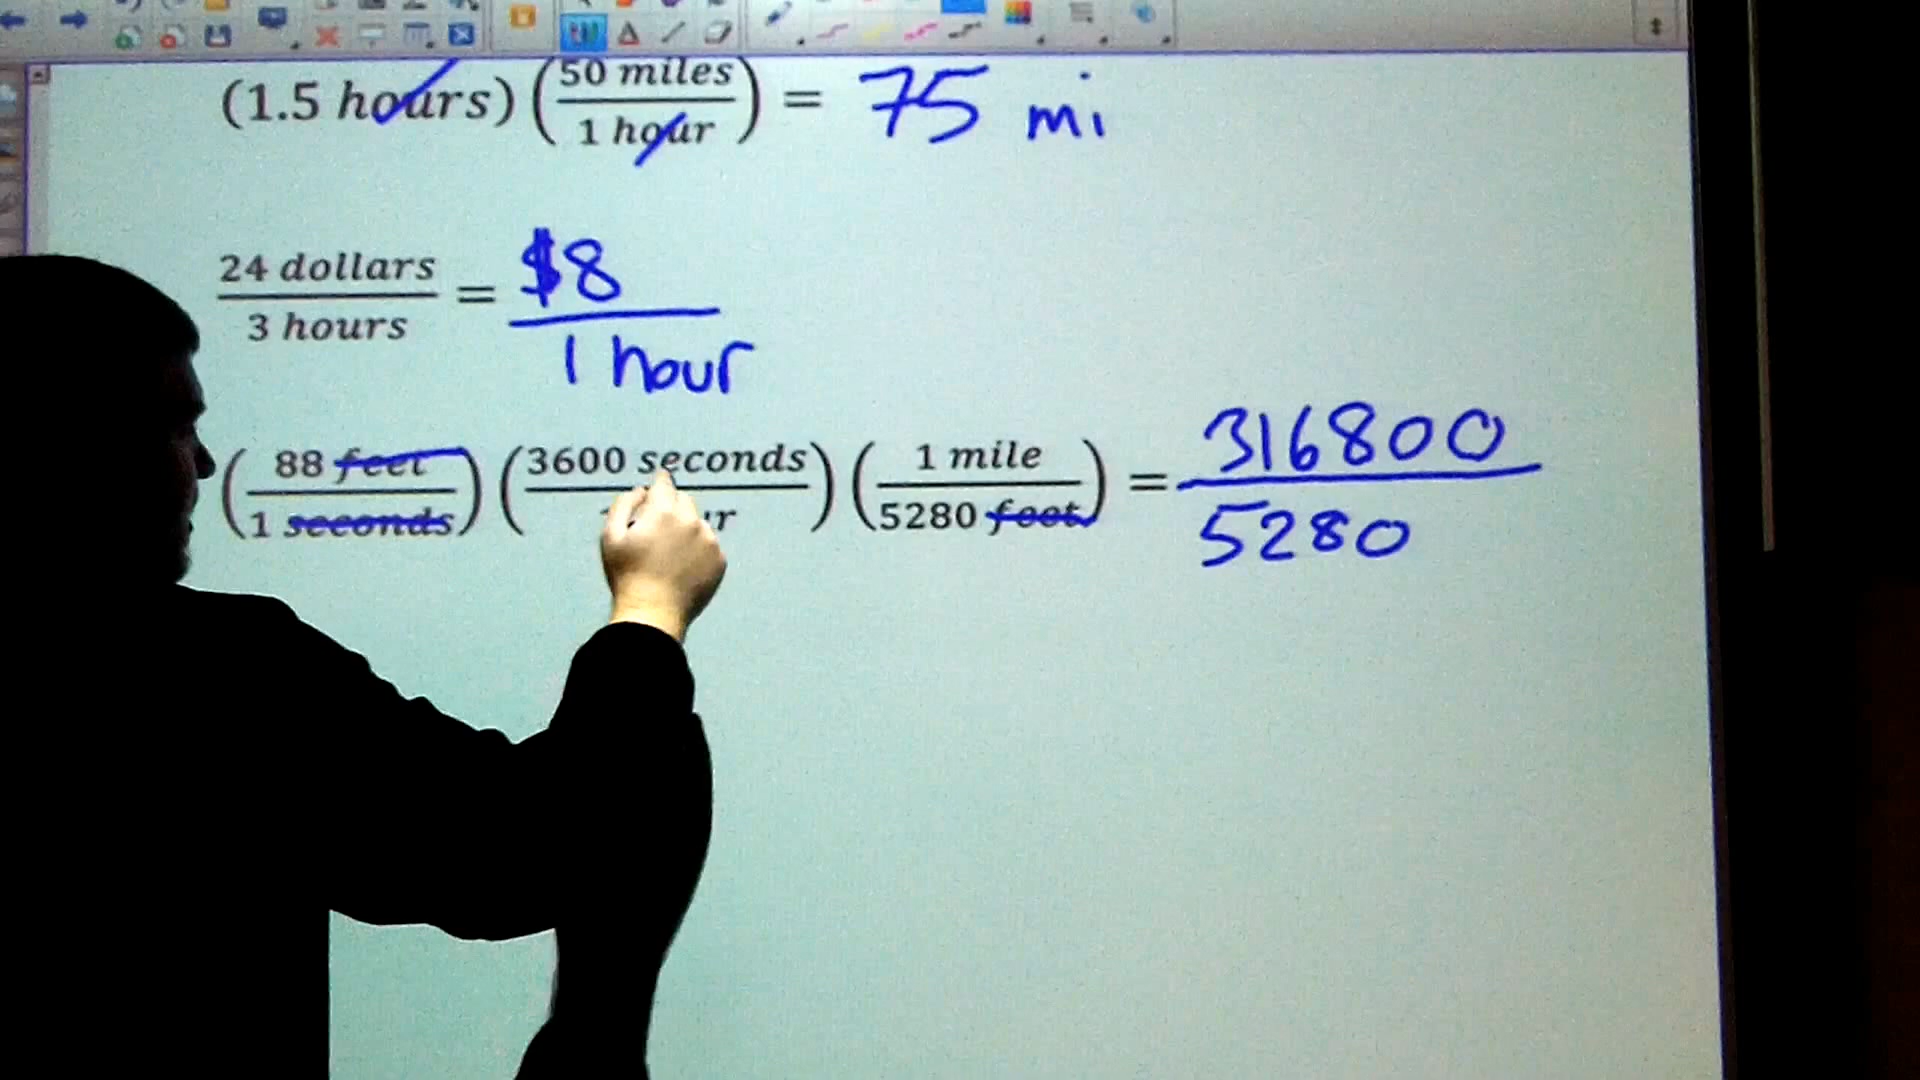 (1.5 hours) (50 miles / 1 hour) = 75 mi
24 dollars / 3 hours = $8 / 1 hour
(88 feet / 1 seconds) (3600 seconds / ur) (1 mile / 5280 feet) = 316800 / 5280